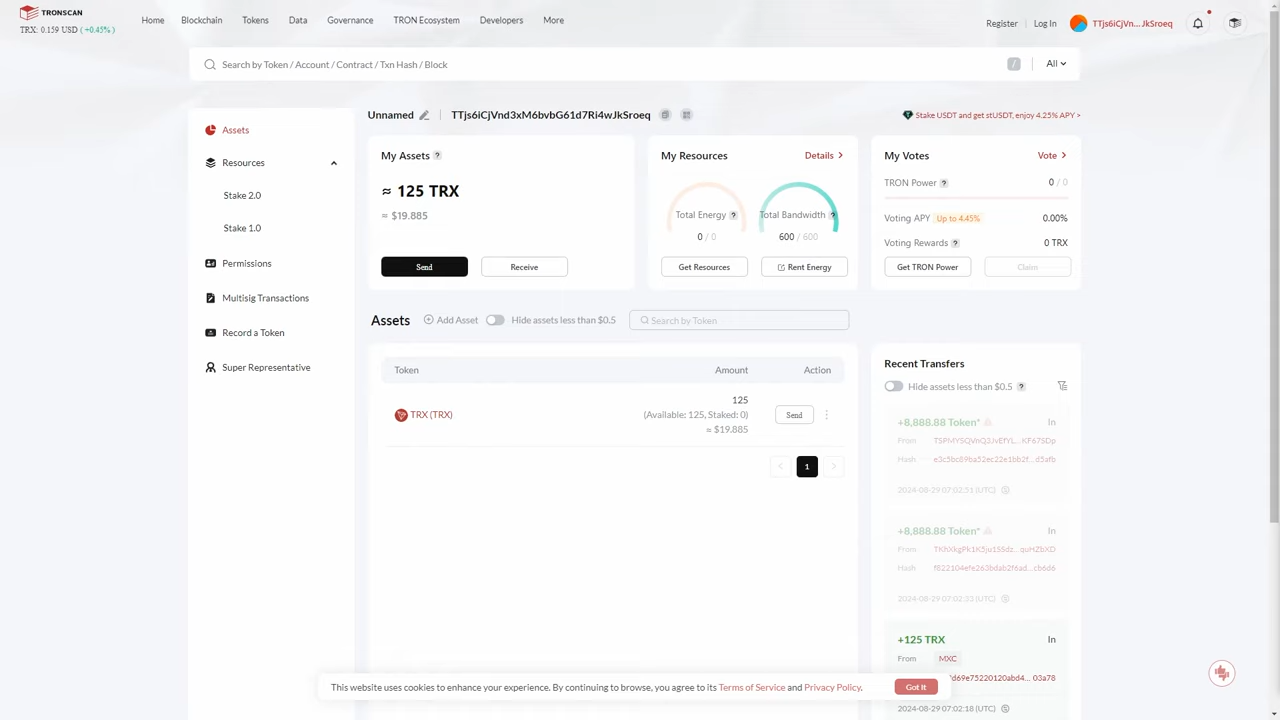 TRONSCAN
TRX: 0.159 USD ( +0.45%)
Home Blockchain Tokens Data Governance TRON Ecosystem Developers More
Register Log In TTjs6iCjVn...JkSroeq
Search by Token / Account / Contract / Txn Hash / Block
/
All
Assets
Resources
Stake 2.0
Stake 1.0
Permissions
Multisig Transactions
Record a Token
Super Representative
Unnamed TTjs6iCjVnd3xM6bvbG61d7Ri4wJkSroeq
Stake USDT and get stUSDT, enjoy 4.25% APY >
My Assets ?
≈ 125 TRX
≈ $19.885
Send Receive
My Resources Details >
Total Energy ? Total Bandwidth ?
0 / 0 600 / 600
Get Resources Rent Energy
My Votes Vote >
TRON Power ? 0 / 0
Voting APY Up to 4.45% 0.00%
Voting Rewards ? 0 TRX
Get TRON Power Claim
Assets Add Asset Hide assets less than $0.5 Search by Token
Token Amount Action
125
TRX (TRX) (Available: 125, Staked: 0) Send
≈ $19.885
< 1 >
Recent Transfers
Hide assets less than $0.5 ?
+8,888.88 Token* In
From
Hash e3c5bc89ba52ec22e1bb2f... d5afb
2024-08-29 07:02:51 (UTC)
+8,888.88 Token* In
From
Hash f822104efe263bdab2f6ad... cb6d6
2024-08-29 07:02:33 (UTC)
+125 TRX In
From MXC
d69e75220120abd4... 03a78
2024-08-29 07:02:18 (UTC)
This website uses cookies to enhance your experience. By continuing to browse, you agree to its Terms of Service and Privacy Policy. Got It